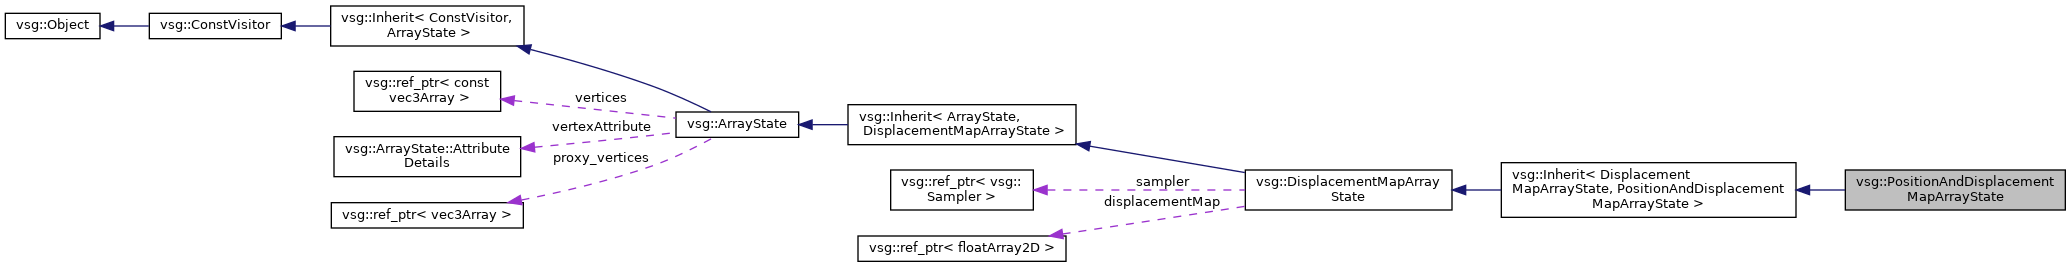 vsg::Object
vsg::ConstVisitor
vsg::Inherit< ConstVisitor,
ArrayState >
vsg::ref_ptr< const
vec3Array >
vertices
vsg::ArrayState::Attribute
Details
vertexAttribute
proxy_vertices
vsg::ref_ptr< vec3Array >
vsg::ArrayState
vsg::Inherit< ArrayState,
DisplacementMapArrayState >
vsg::ref_ptr< vsg::
Sampler >
sampler
displacementMap
vsg::ref_ptr< floatArray2D >
vsg::DisplacementMapArray
State
vsg::Inherit< Displacement
MapArrayState, PositionAndDisplacement
MapArrayState >
vsg::PositionAndDisplacement
MapArrayState